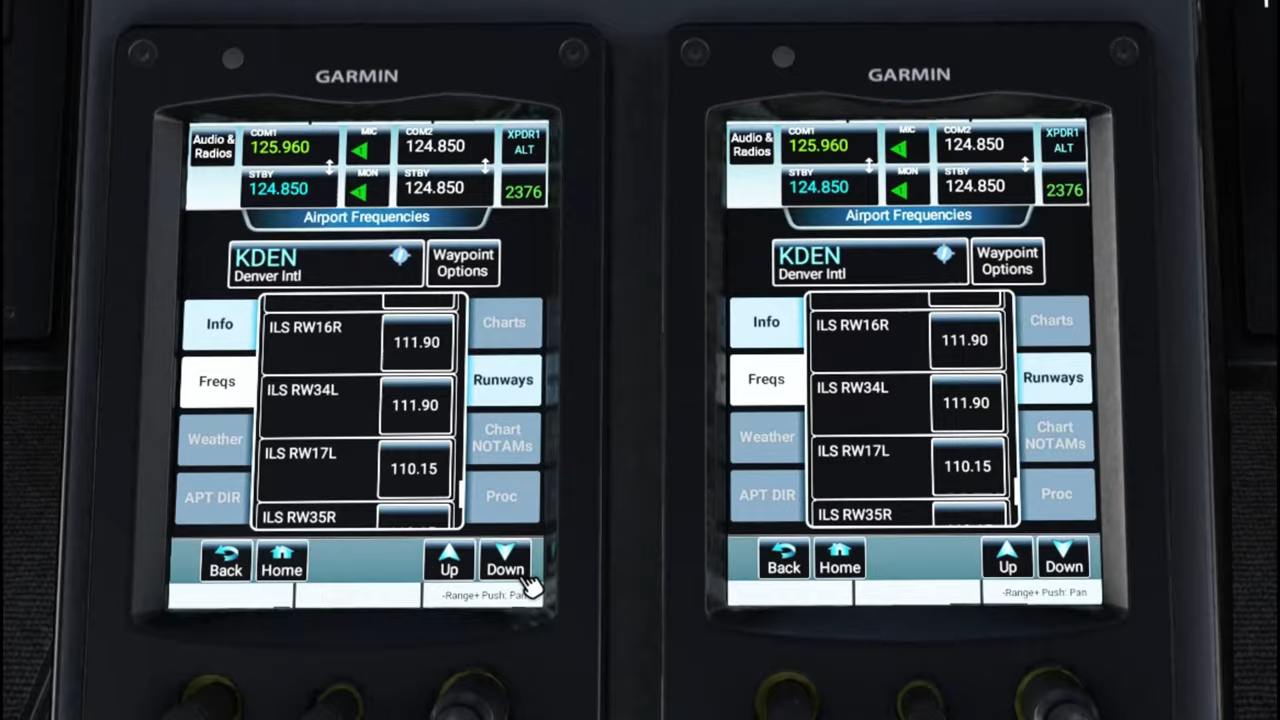 GARMIN
Audio & Radios
COM1
125.960
MIC
COM2
124.850
XPDR1
ALT
STBY
124.850
MON
STBY
124.850
2376
Airport Frequencies
KDEN
Denver Intl
Waypoint
Options
Info
ILS RW16R
111.90
Charts
Freqs
ILS RW34L
111.90
Runways
Weather
ILS RW17L
110.15
Chart
NOTAMs
APT DIR
ILS RW35R
Proc
Back
Home
Up
Down
-Range+ Push: Pan
GARMIN
Audio &
Radios
COM1
125.960
MIC
COM2
124.850
XPDR1
ALT
STBY
124.850
MON
STBY
124.850
2376
Airport Frequencies
KDEN
Denver Intl
Waypoint
Options
Info
ILS RW16R
111.90
Charts
Freqs
ILS RW34L
111.90
Runways
Weather
ILS RW17L
110.15
Chart
NOTAMs
APT DIR
ILS RW35R
Proc
Back
Home
Up
Down
-Range+ Push: Pan